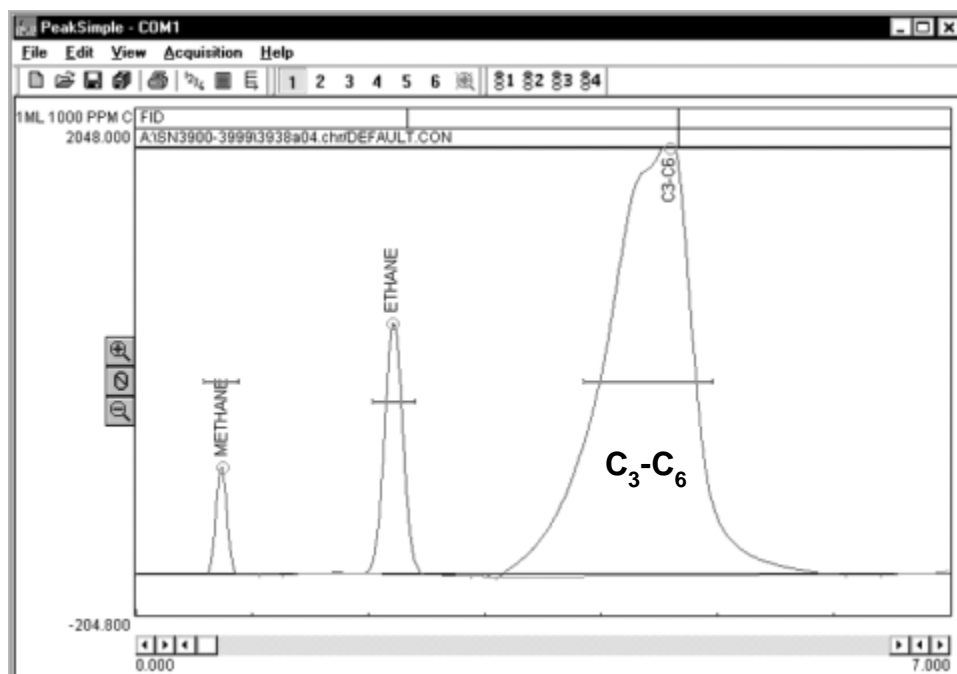 PeakSimple - COM1
File Edit View Acquisition Help
1 2 3 4 5 6 1 2 3 4
1ML 1000 PPM C FID
2048.000 A:\SN3900-3999\3938a04.chr/DEFAULT.CON
C3-C6
ETHANE
METHANE
C₃-C₆
-204.800
0.000 7.000